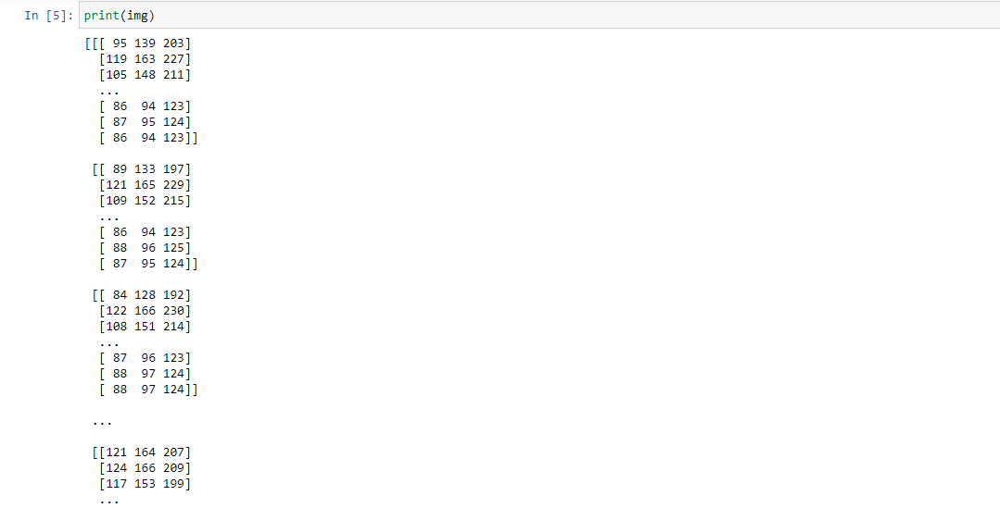 In [5]: print(img)
[[[ 95 139 203]
[119 163 227]
[105 148 211]
...
[ 86  94 123]
[ 87  95 124]
[ 86  94 123]]
[[ 89 133 197]
[121 165 229]
[109 152 215]
...
[ 86  94 123]
[ 88  96 125]
[ 87  95 124]]
[[ 84 128 192]
[122 166 230]
[108 151 214]
...
[ 87  96 123]
[ 88  97 124]
[ 88  97 124]]
...
[[121 164 207]
[124 166 209]
[117 153 199]
...